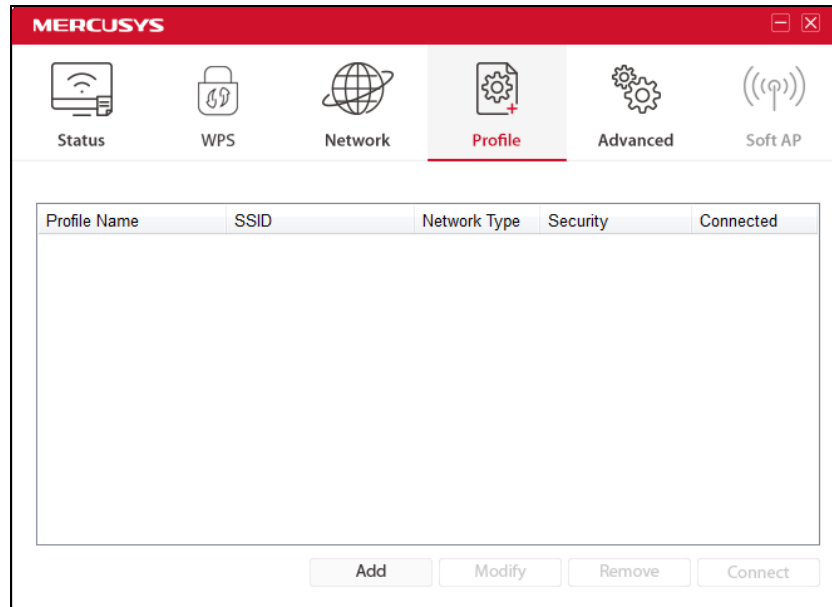 MERCUSYS
Status WPS Network Profile Advanced Soft AP
Profile Name SSID Network Type Security Connected
Add Modify Remove Connect